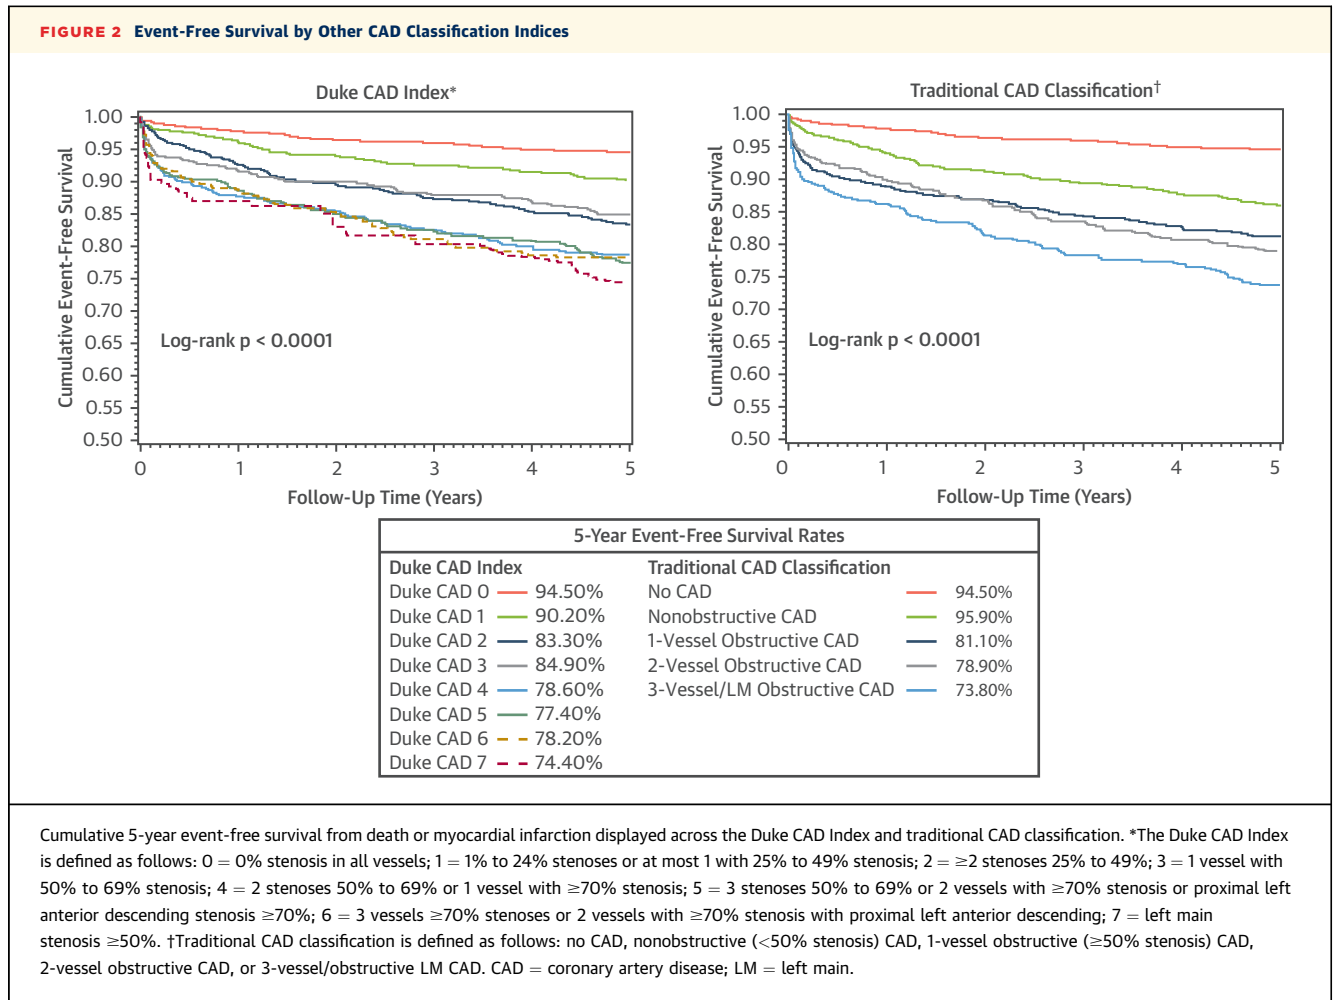 FIGURE 2 Event-Free Survival by Other CAD Classification Indices
Duke CAD Index*
Cumulative Event-Free Survival
1.00
0.95
0.90
0.85
0.80
0.75
0.70
0.65
0.60
0.55
0.50
Log-rank p < 0.0001
0 1 2 3 4 5
Follow-Up Time (Years)
Traditional CAD Classification†
Cumulative Event-Free Survival
1.00
0.95
0.90
0.85
0.80
0.75
0.70
0.65
0.60
0.55
0.50
Log-rank p < 0.0001
0 1 2 3 4 5
Follow-Up Time (Years)
5-Year Event-Free Survival Rates
Duke CAD Index Traditional CAD Classification
Duke CAD 0 94.50% No CAD 94.50%
Duke CAD 1 90.20% Nonobstructive CAD 95.90%
Duke CAD 2 83.30% 1-Vessel Obstructive CAD 81.10%
Duke CAD 3 84.90% 2-Vessel Obstructive CAD 78.90%
Duke CAD 4 78.60% 3-Vessel/LM Obstructive CAD 73.80%
Duke CAD 5 77.40%
Duke CAD 6 78.20%
Duke CAD 7 74.40%
Cumulative 5-year event-free survival from death or myocardial infarction displayed across the Duke CAD Index and traditional CAD classification. *The Duke CAD Index
is defined as follows: 0 = 0% stenosis in all vessels; 1 = 1% to 24% stenoses or at most 1 with 25% to 49% stenosis; 2 = ≥2 stenoses 25% to 49%; 3 = 1 vessel with
50% to 69% stenosis; 4 = 2 stenoses 50% to 69% or 1 vessel with ≥70% stenosis; 5 = 3 stenoses 50% to 69% or 2 vessels with ≥70% stenosis or proximal left
anterior descending stenosis ≥70%; 6 = 3 vessels ≥70% stenoses or 2 vessels with ≥70% stenosis with proximal left anterior descending; 7 = left main
stenosis ≥50%. †Traditional CAD classification is defined as follows: no CAD, nonobstructive (<50% stenosis) CAD, 1-vessel obstructive (≥50% stenosis) CAD,
2-vessel obstructive CAD, or 3-vessel/obstructive LM CAD. CAD = coronary artery disease; LM = left main.